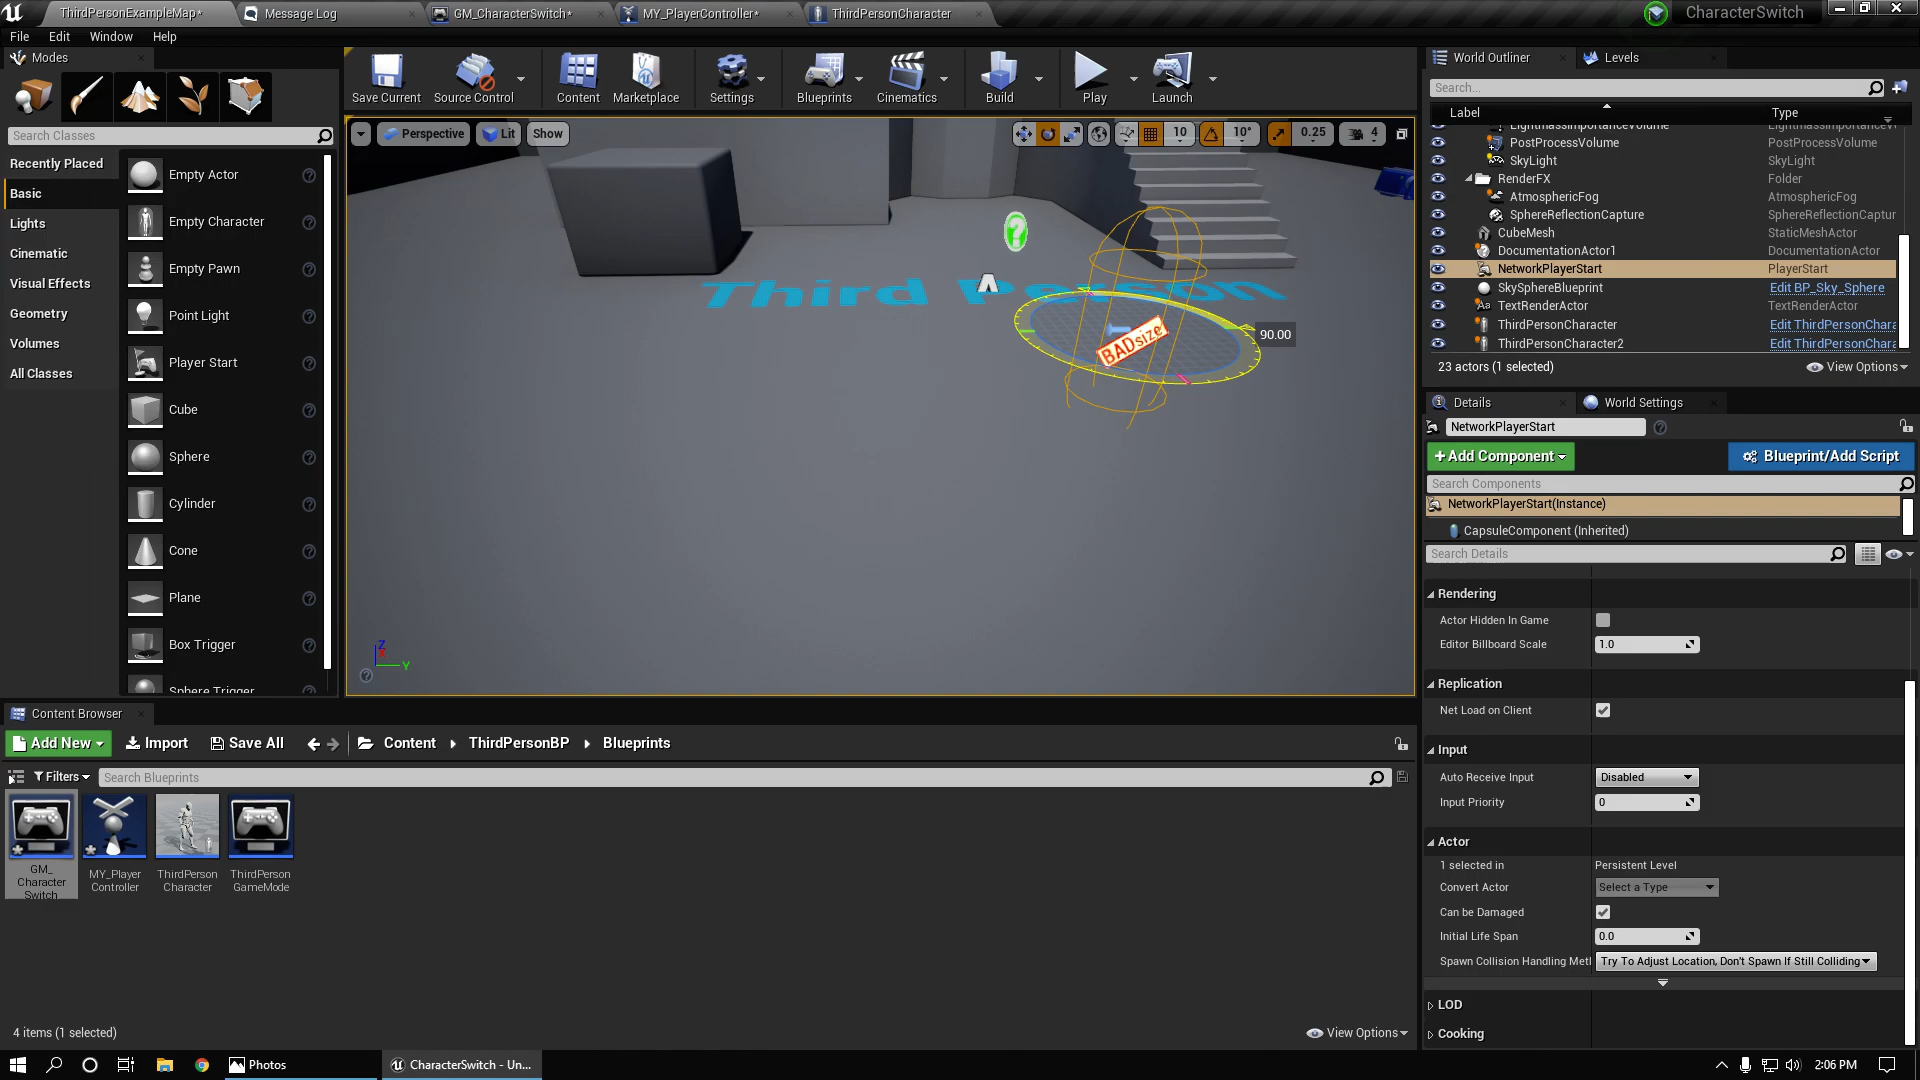 ThirdPersonExampleMap*
Message Log
GM_CharacterSwitch*
MY_PlayerController*
ThirdPersonCharacter
CharacterSwitch
File
Edit
Window
Help
Modes
Search Classes
Recently Placed
Basic
Lights
Cinematic
Visual Effects
Geometry
Volumes
All Classes
Empty Actor
Empty Character
Empty Pawn
Point Light
Player Start
Cube
Sphere
Cylinder
Cone
Plane
Box Trigger
Sphere Trigger
Save Current
Source Control
Content
Marketplace
Settings
Blueprints
Cinematics
Build
Play
Launch
Perspective
Lit
Show
10
10°
0.25
4
Third Person
BADsize
90.00
Z
X
Y
World Outliner
Levels
Search...
Label
Type
LightmassImportanceVolume
LightmassImportanceV
PostProcessVolume
PostProcessVolume
SkyLight
SkyLight
RenderFX
Folder
AtmosphericFog
AtmosphericFog
SphereReflectionCapture
SphereReflectionCaptur
CubeMesh
StaticMeshActor
DocumentationActor1
DocumentationActor
NetworkPlayerStart
PlayerStart
SkySphereBlueprint
Edit BP_Sky_Sphere
TextRenderActor
TextRenderActor
ThirdPersonCharacter
Edit ThirdPersonChara
ThirdPersonCharacter2
Edit ThirdPersonChara
23 actors (1 selected)
View Options
Details
World Settings
NetworkPlayerStart
+Add Component
Blueprint/Add Script
Search Components
NetworkPlayerStart(Instance)
CapsuleComponent (Inherited)
Search Details
Rendering
Actor Hidden In Game
Editor Billboard Scale
1.0
Replication
Net Load on Client
Input
Auto Receive Input
Disabled
Input Priority
0
Actor
1 selected in
Persistent Level
Convert Actor
Select a Type
Can be Damaged
Initial Life Span
0.0
Spawn Collision Handling Metl
Try To Adjust Location, Don't Spawn If Still Colliding
LOD
Cooking
Content Browser
Add New
Import
Save All
Content
ThirdPersonBP
Blueprints
Filters
Search Blueprints
GM_
Character
Switch
MY_Player
Controller
ThirdPerson
Character
ThirdPerson
GameMode
4 items (1 selected)
View Options
Photos
CharacterSwitch - Un...
2:06 PM